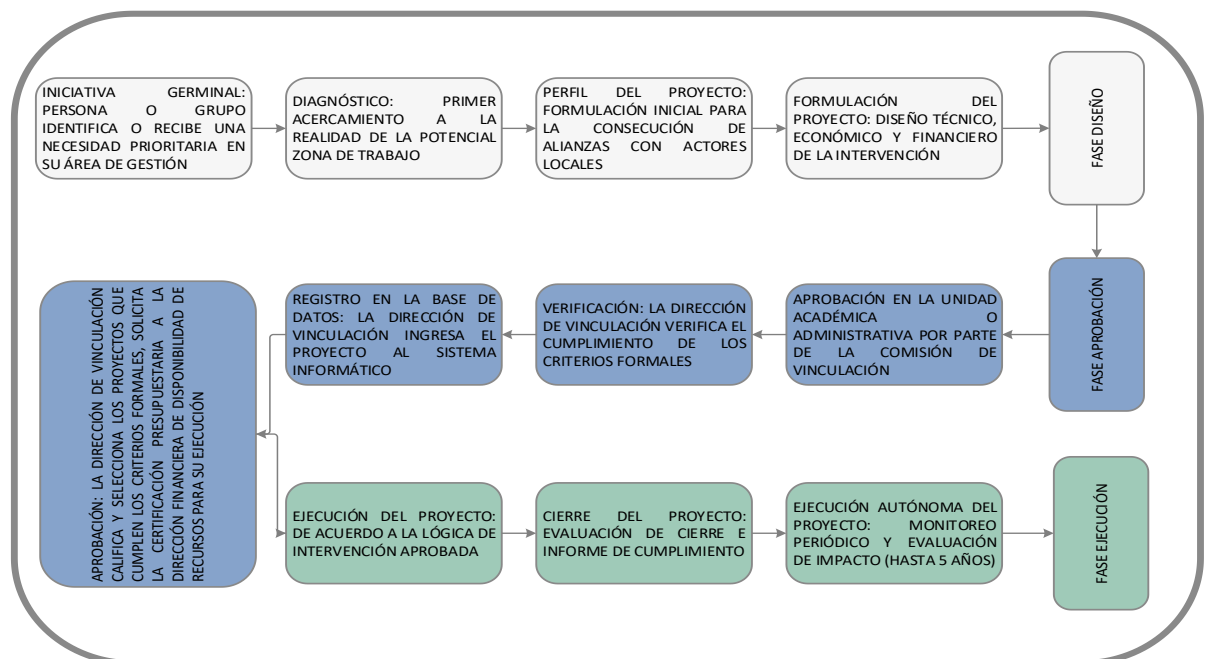 INICIATIVA GERMINAL:
PERSONA O GRUPO
IDENTIFICA O RECIBE UNA
NECESIDAD PRIORITARIA EN
SU ÁREA DE GESTIÓN
DIAGNÓSTICO: PRIMER
ACERCAMIENTO A LA
REALIDAD DE LA POTENCIAL
ZONA DE TRABAJO
PERFIL DEL PROYECTO:
FORMULACIÓN INICIAL PARA
LA CONSECUCIÓN DE
ALIANZAS CON ACTORES
LOCALES
FORMULACIÓN DEL
PROYECTO: DISEÑO TÉCNICO,
ECONÓMICO Y FINANCIERO
DE LA INTERVENCIÓN
FASE DISEÑO
FASE APROBACIÓN
APROBACIÓN EN LA UNIDAD
ACADÉMICA O
ADMINISTRATIVA POR PARTE
DE LA COMISIÓN DE
VINCULACIÓN
VERIFICACIÓN: LA DIRECCIÓN
DE VINCULACIÓN VERIFICA EL
CUMPLIMIENTO DE LOS
CRITERIOS FORMALES
REGISTRO EN LA BASE DE
DATOS: LA DIRECCIÓN DE
VINCULACIÓN INGRESA EL
PROYECTO AL SISTEMA
INFORMÁTICO
APROBACIÓN: LA DIRECCIÓN DE VINCULACIÓN
CALIFICA Y SELECCIONA LOS PROYECTOS QUE
CUMPLEN LOS CRITERIOS FORMALES, SOLICITA
LA CERTIFICACIÓN PRESUPUESTARIA A LA
DIRECCIÓN FINANCIERA DE DISPONIBILIDAD DE
RECURSOS PARA SU EJECUCIÓN
EJECUCIÓN DEL PROYECTO:
DE ACUERDO A LA LÓGICA DE
INTERVENCIÓN APROBADA
CIERRE DEL PROYECTO:
EVALUACIÓN DE CIERRE E
INFORME DE CUMPLIMIENTO
EJECUCIÓN AUTÓNOMA DEL
PROYECTO: MONITOREO
PERIÓDICO Y EVALUACIÓN
DE IMPACTO (HASTA 5 AÑOS)
FASE EJECUCIÓN